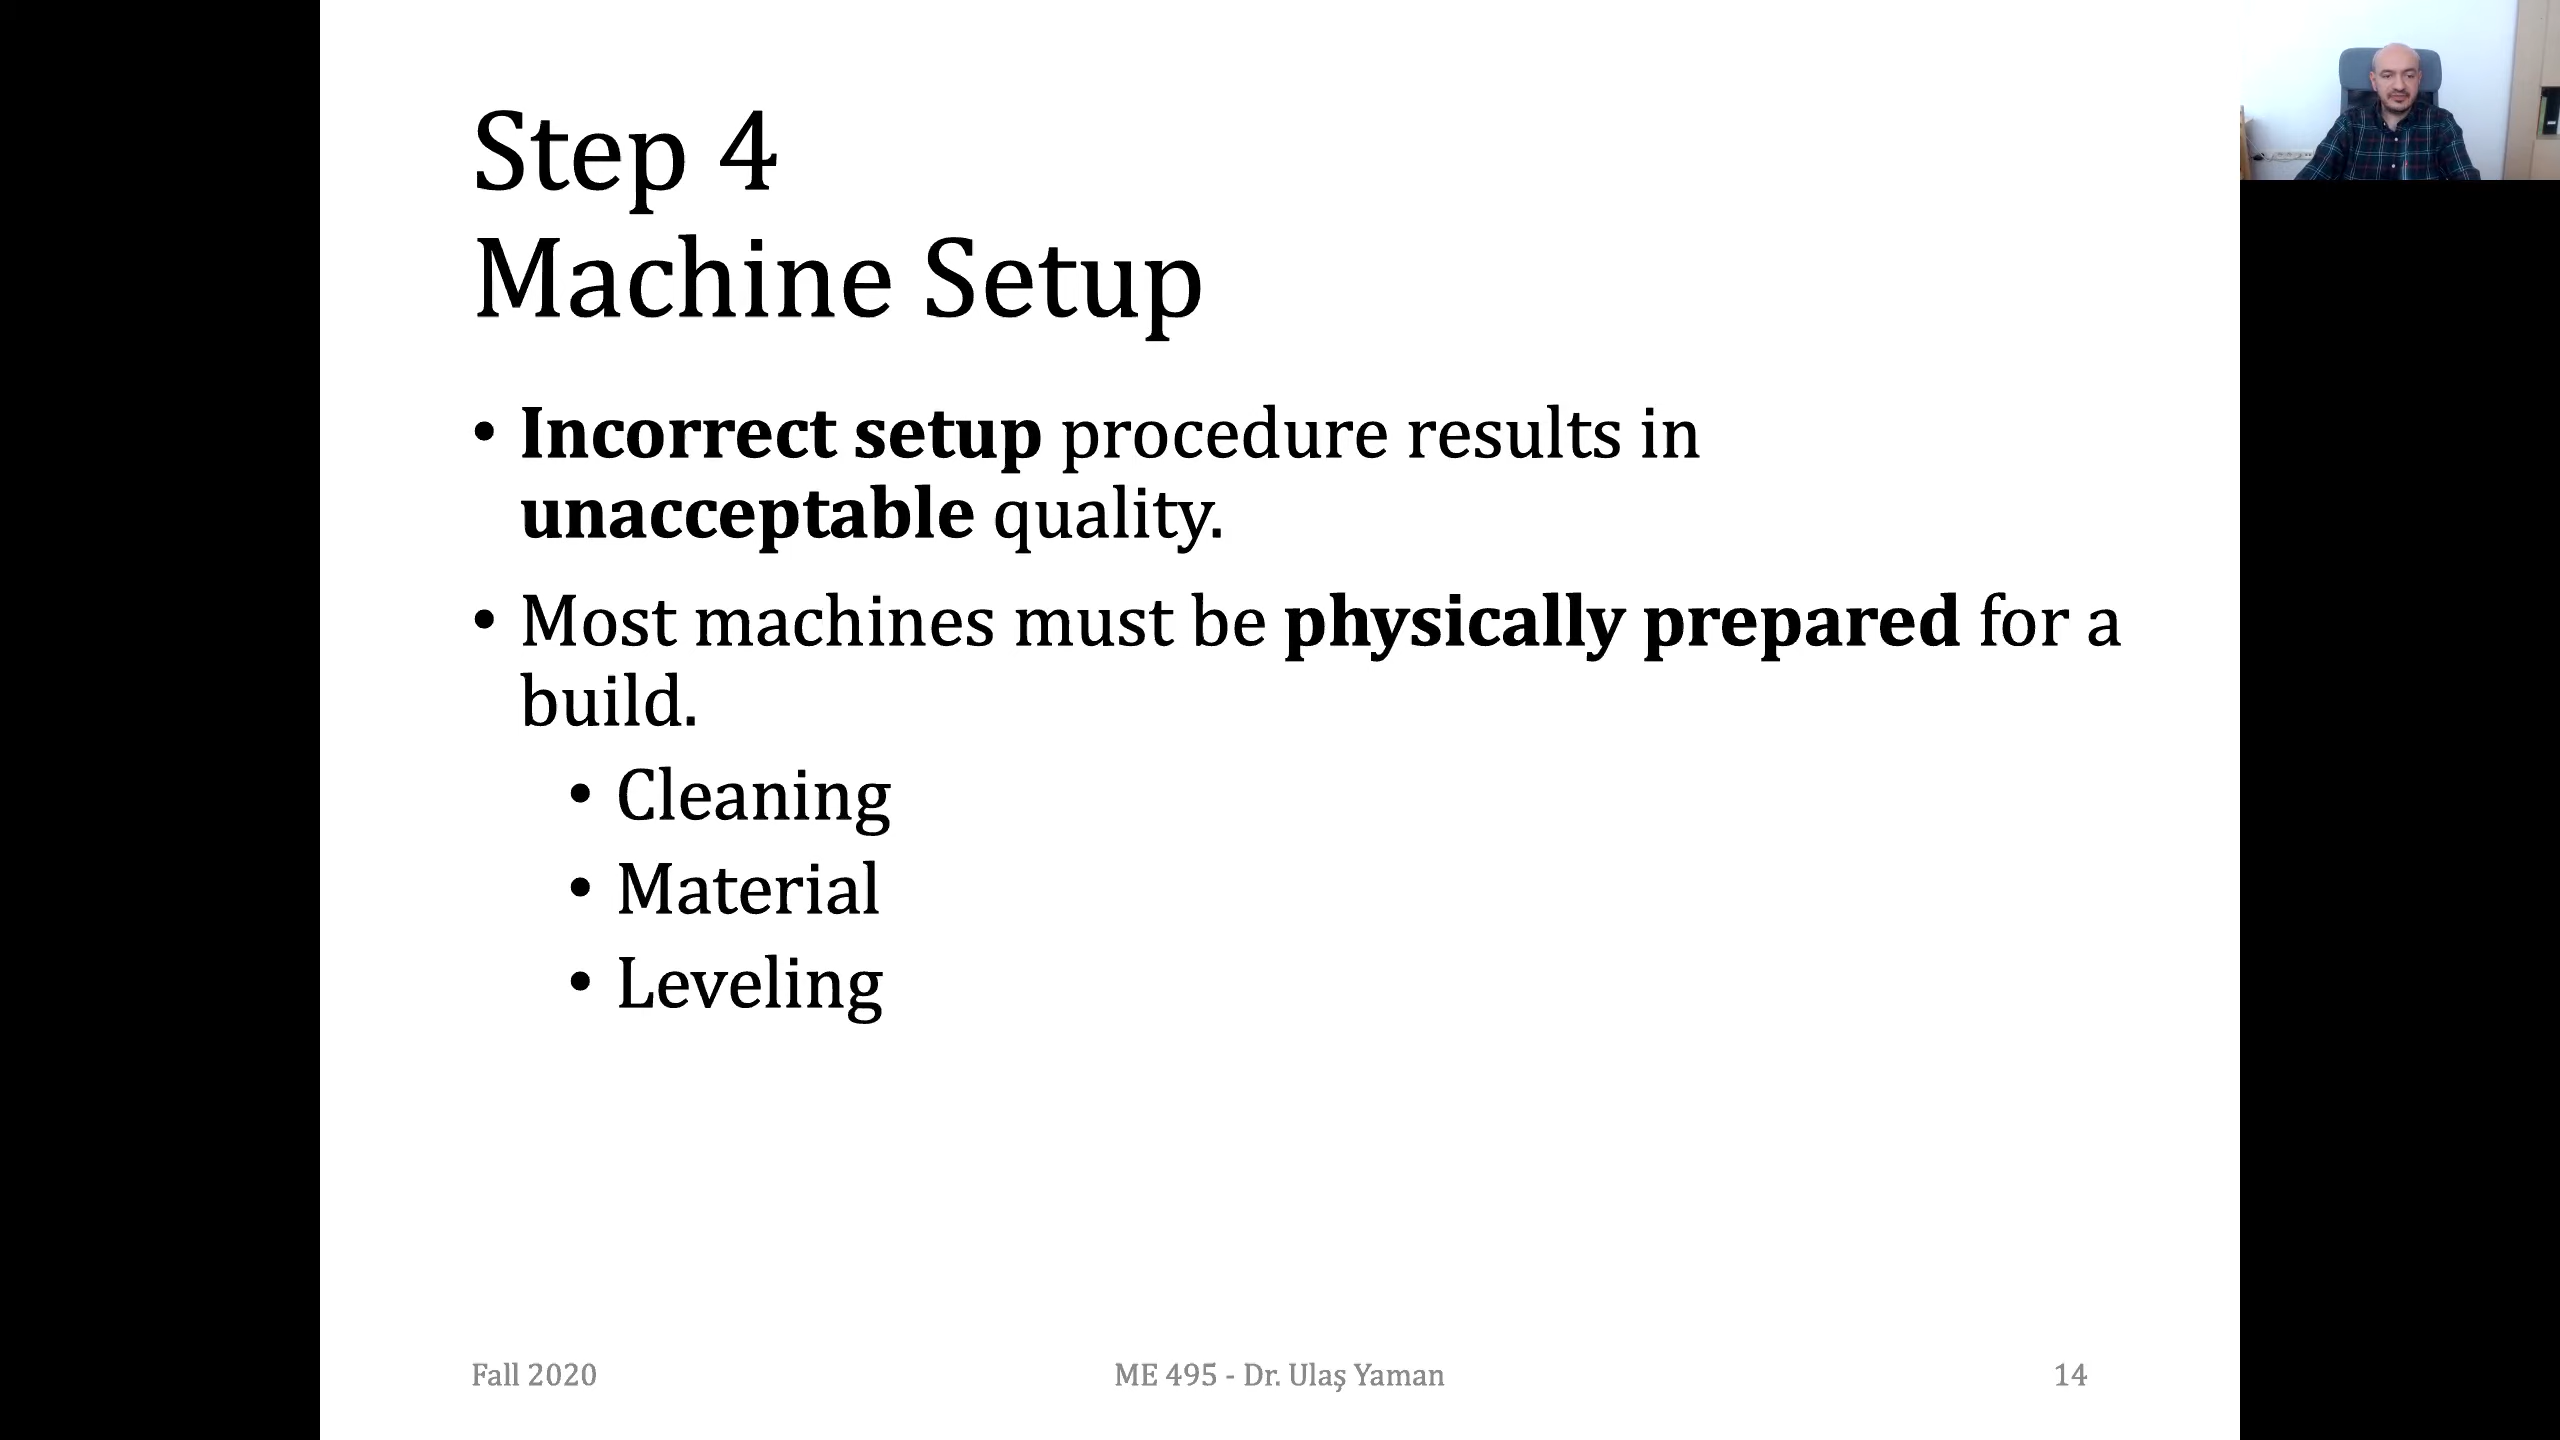 Step 4
Machine Setup
• Incorrect setup procedure results in
unacceptable quality.
• Most machines must be physically prepared for a
build.
• Cleaning
• Material
• Leveling
Fall 2020
ME 495 - Dr. Ulaş Yaman
14